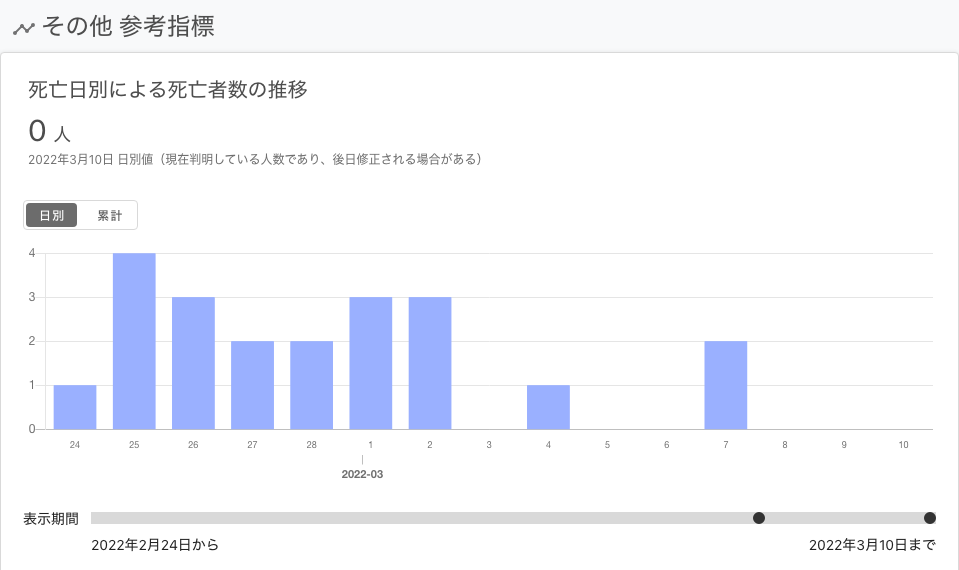 その他 参考指標
死亡日別による死亡者数の推移
0 人
2022年3月10日 日別値（現在判明している人数であり、後日修正される場合がある）
日別 累計
4
3
2
1
0
24 25 26 27 28 1 2 3 4 5 6 7 8 9 10
2022-03
表示期間
2022年2月24日から 2022年3月10日まで